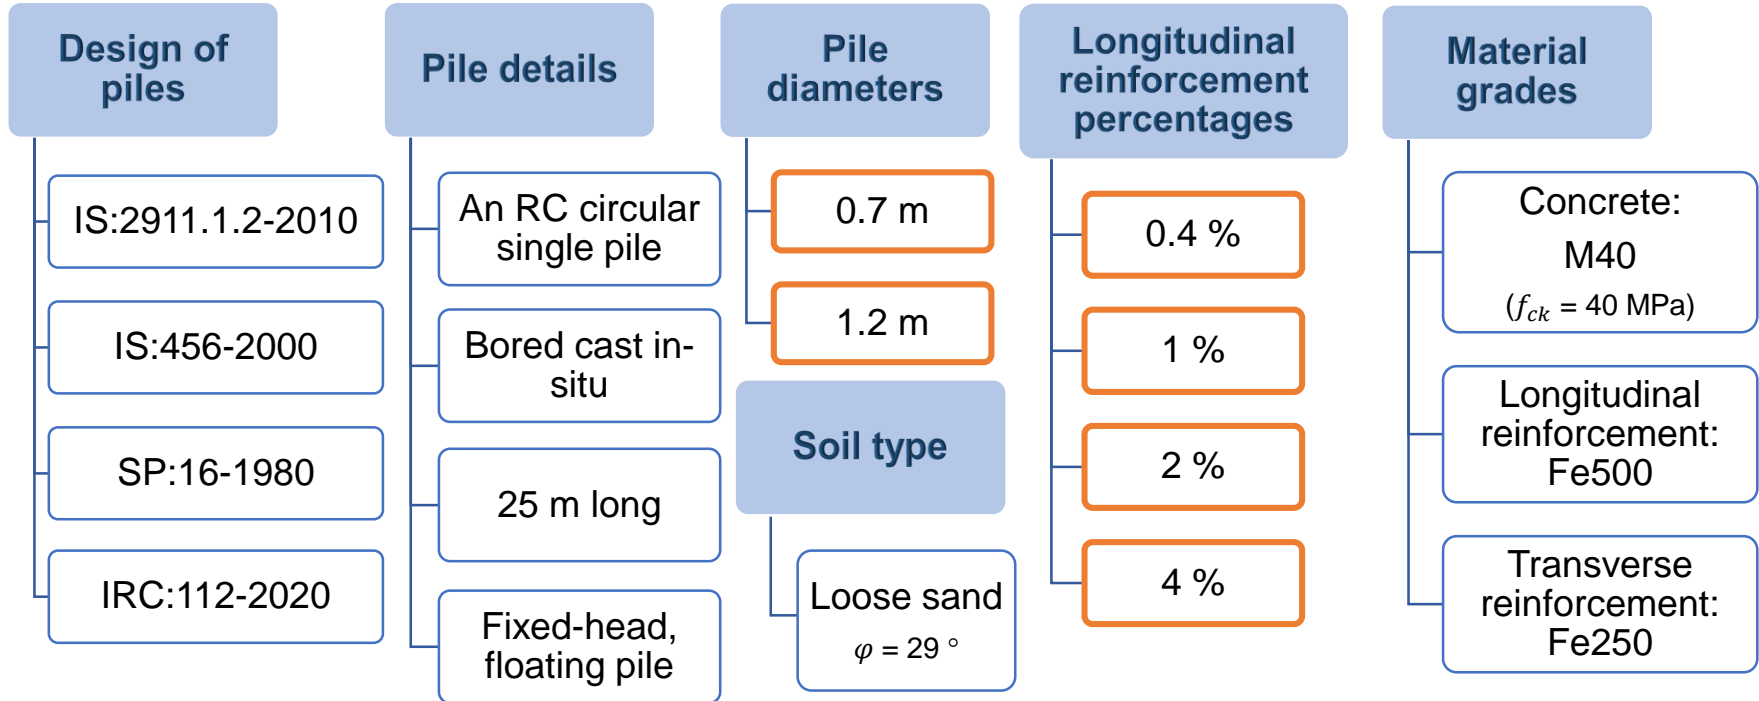 Design of
piles
IS:2911.1.2-2010
IS:456-2000
SP:16-1980
IRC:112-2020
Pile details
An RC circular
single pile
Bored cast in-
situ
25 m long
Fixed-head,
floating pile
Pile
diameters
0.7 m
1.2 m
Soil type
Loose sand
φ = 29 °
Longitudinal
reinforcement
percentages
0.4 %
1 %
2 %
4 %
Material
grades
Concrete:
M40
(f_ck = 40 MPa)
Longitudinal
reinforcement:
Fe500
Transverse
reinforcement:
Fe250